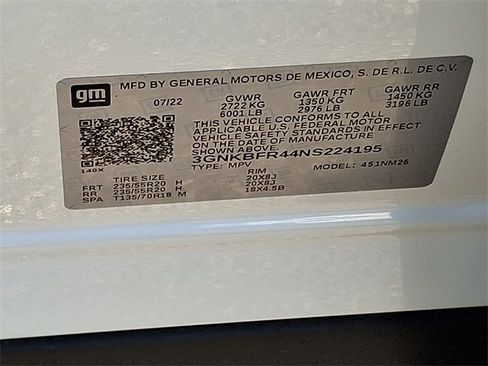 MFD BY GENERAL MOTORS DE MEXICO, S. DE R.L. DE C.V.
gm
07/22 GVWR GAWR FRT GAWR RR
2722 KG 1350 KG 1450 KG
6001 LB 2976 LB 3196 LB
THIS VEHICLE CONFORMS TO ALL
APPLICABLE U.S. FEDERAL MOTOR
VEHICLE SAFETY STANDARDS IN EFFECT
ON THE DATE OF MANUFACTURE
SHOWN ABOVE
3GNKBFR44NS224195
TYPE: MPV MODEL: 451NM26
140X
TIRE SIZE RIM
FRT 235/55R20 H 20X8J
RR 235/55R20 H 20X8J
SPA T135/70R18 M 18X4.5B